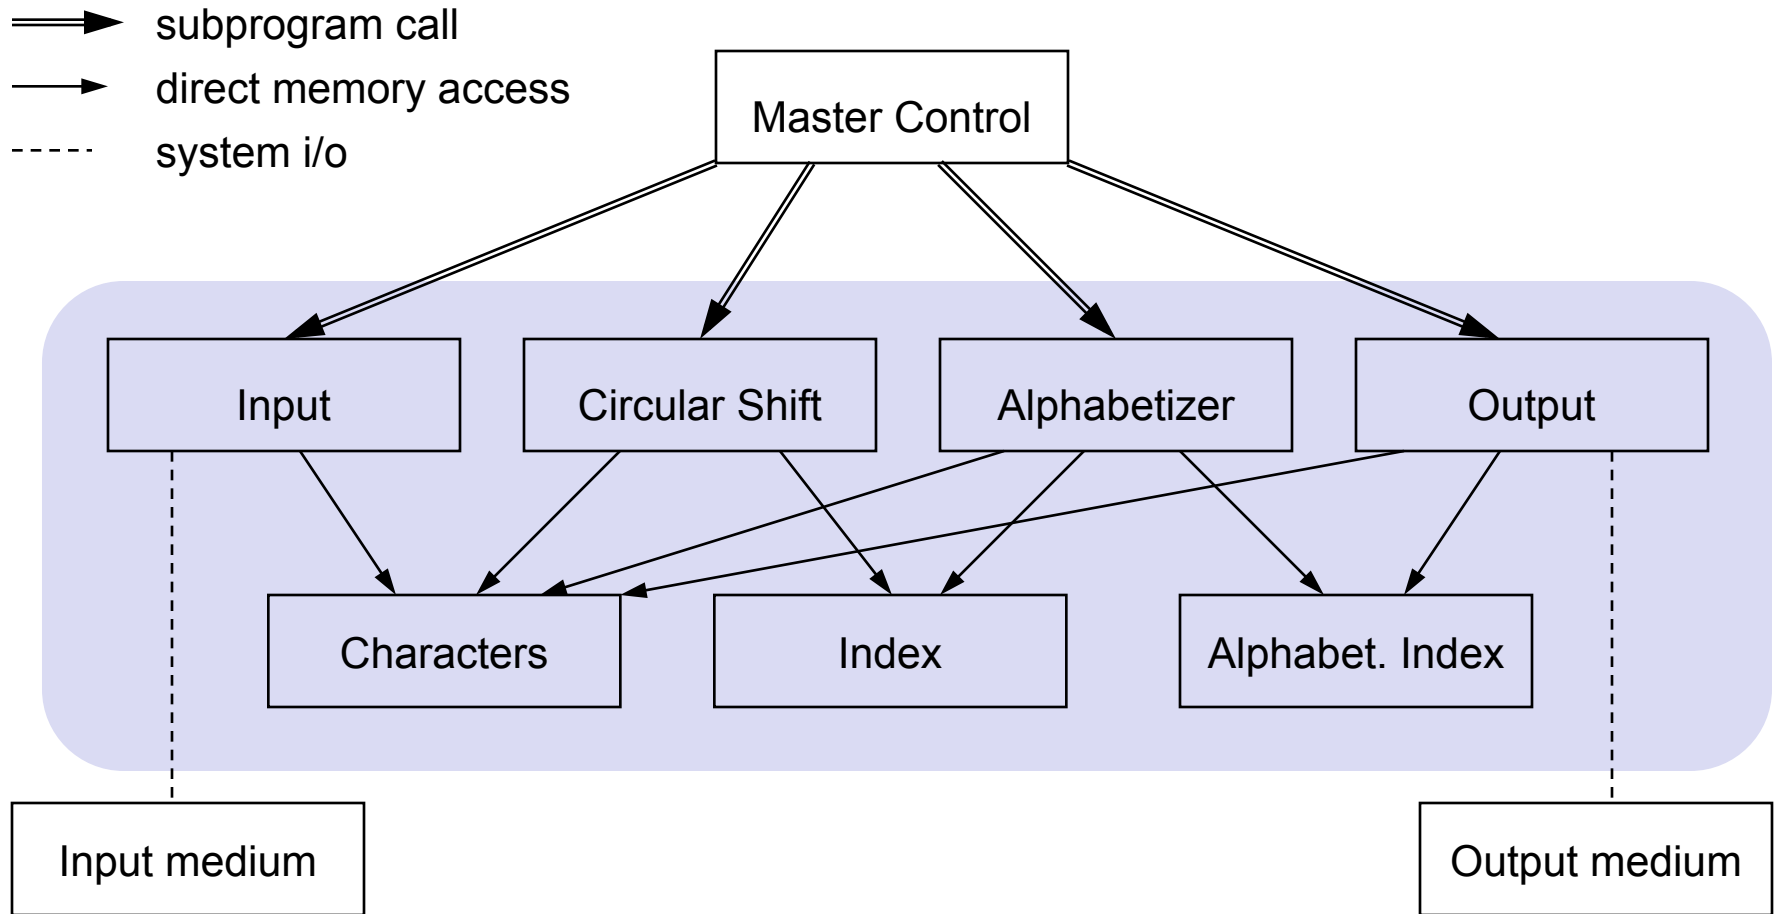 subprogram call
direct memory access
system i/o
Master Control
Input
Circular Shift
Alphabetizer
Output
Characters
Index
Alphabet. Index
Input medium
Output medium